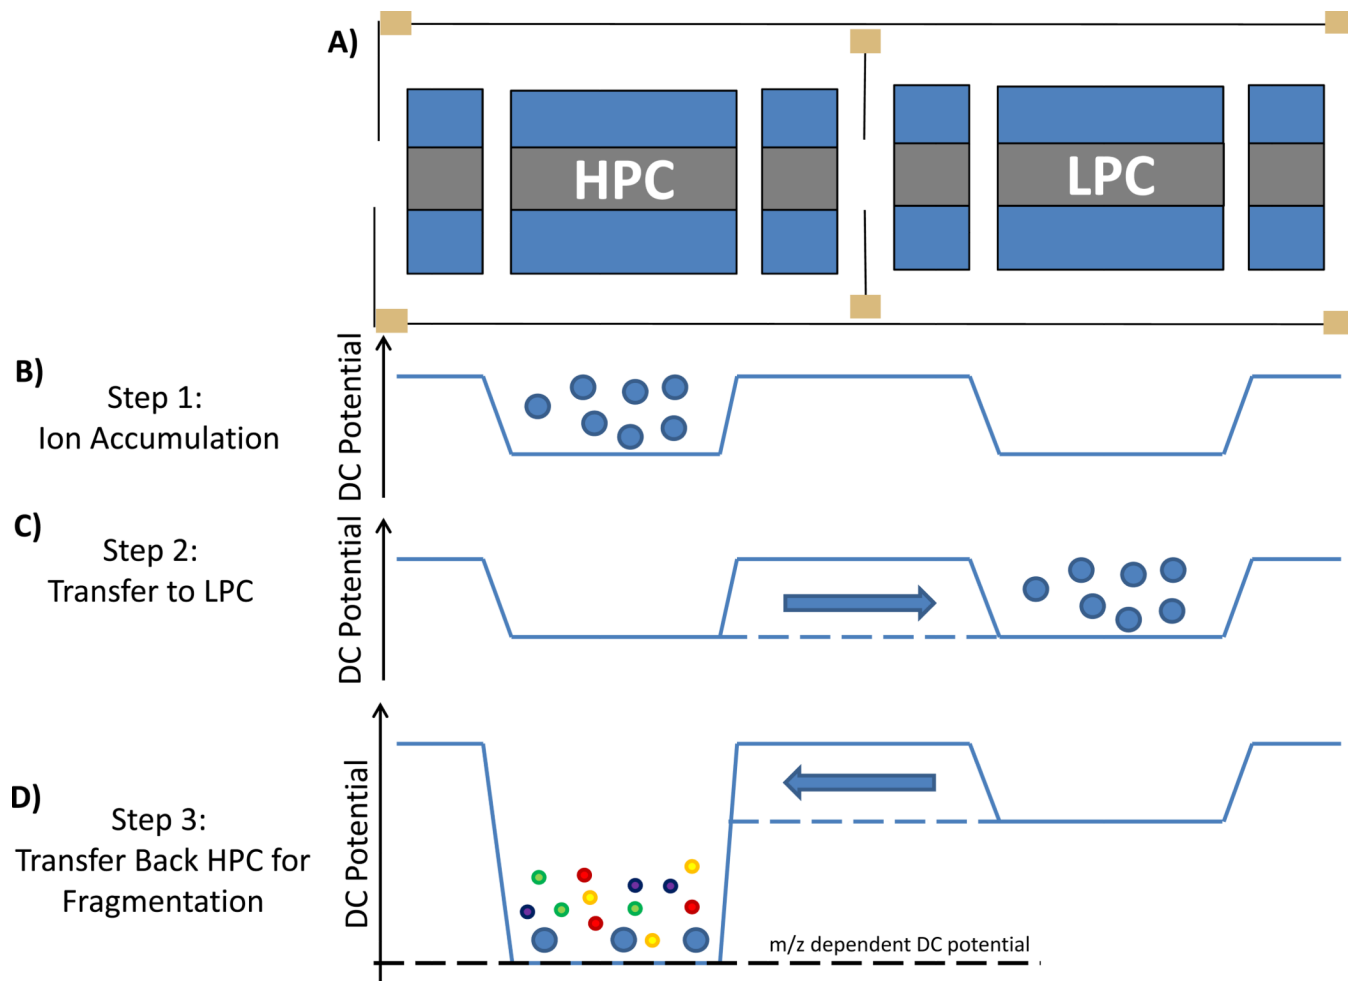 A)
HPC
LPC
B)
Step 1:
Ion Accumulation
DC Potential
C)
Step 2:
Transfer to LPC
DC Potential
D)
Step 3:
Transfer Back HPC for
Fragmentation
DC Potential
m/z dependent DC potential